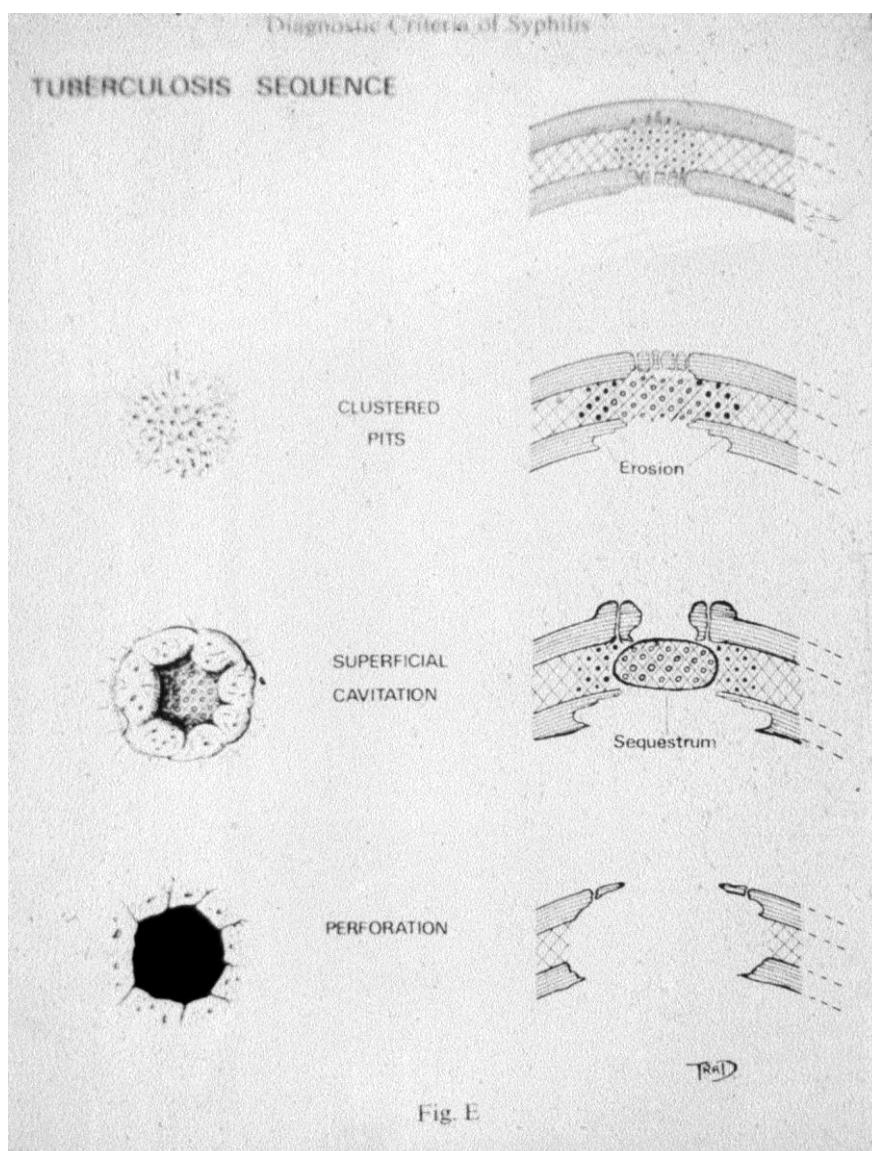 Diagnostic Criteria of Syphilis
TUBERCULOSIS SEQUENCE
CLUSTERED
PITS
Erosion
SUPERFICIAL
CAVITATION
Sequestrum
PERFORATION
Fig. E